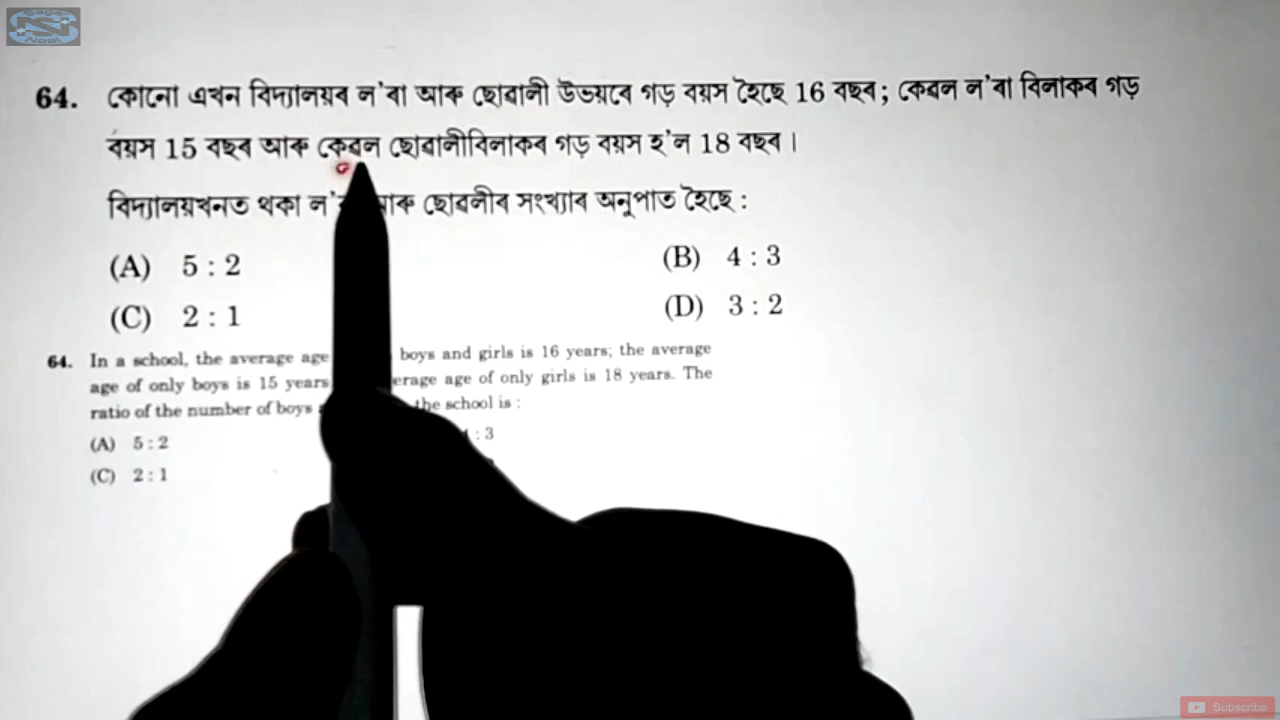 64. কোনো এখন বিদ্যালয়ৰ ল'ৰা আৰু ছোৱালী উভয়ৰে গড় বয়স হৈছে 16 বছৰ; কেৱল ল'ৰা বিলাকৰ গড়
বয়স 15 বছৰ আৰু কেৱল ছোৱালীবিলাকৰ গড় বয়স হ'ল 18 বছৰ।
বিদ্যালয়খনত থকা আৰু ছোৱলীৰ সংখ্যাৰ অনুপাত হৈছে :
(A) 5 : 2 (B) 4 : 3
(C) 2 : 1 (D) 3 : 2
64. In a school, the average age boys and girls is 16 years; the average
age of only boys is 15 years age of only girls is 18 years. The
ratio of the number of boys the school is :
(A) 5 : 2 : 3
(C) 2 : 1
Subscribe